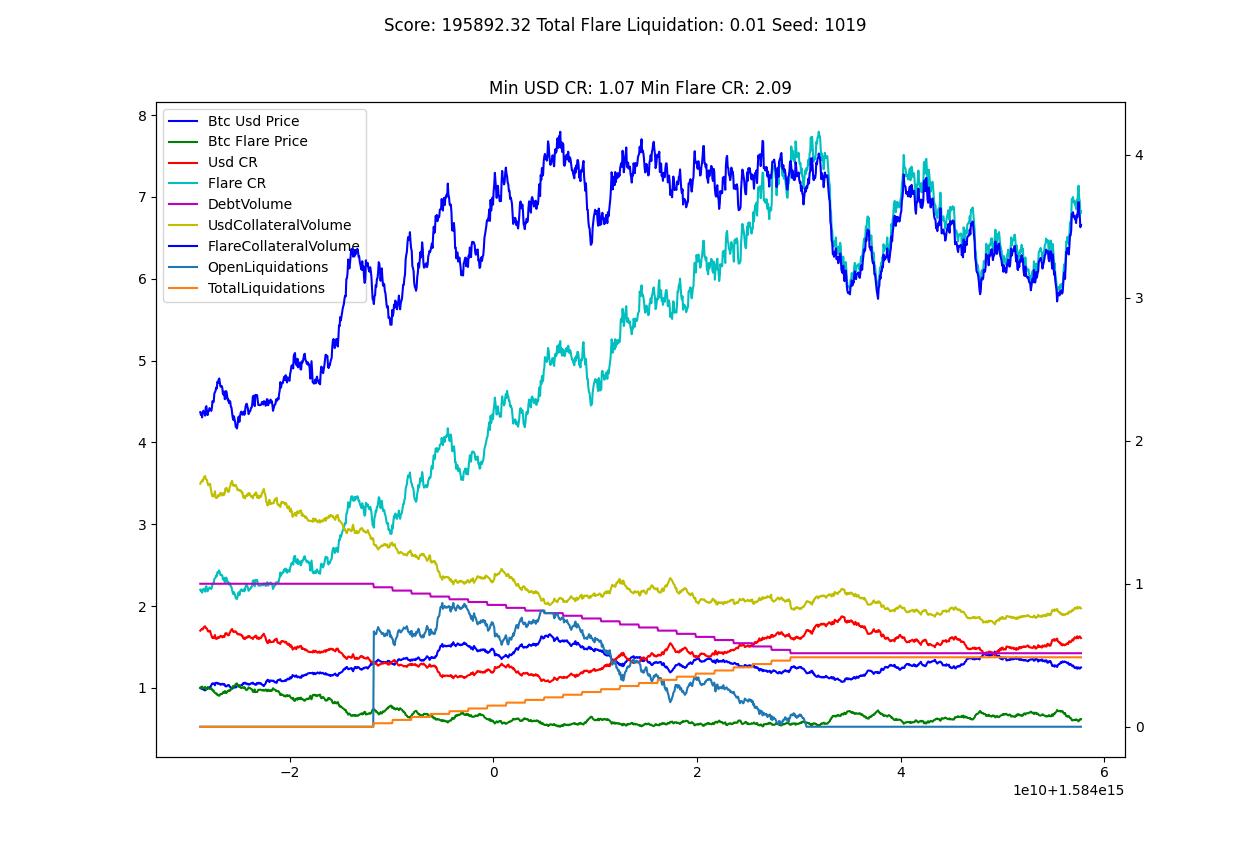 Score: 195892.32 Total Flare Liquidation: 0.01 Seed: 1019
Min USD CR: 1.07 Min Flare CR: 2.09
Btc Usd Price
Btc Flare Price
Usd CR
Flare CR
DebtVolume
UsdCollateralVolume
FlareCollateralVolume
OpenLiquidations
TotalLiquidations
8
7
6
5
4
3
2
1
4
3
2
1
0
−2
0
2
4
6
1e10+1.584e15